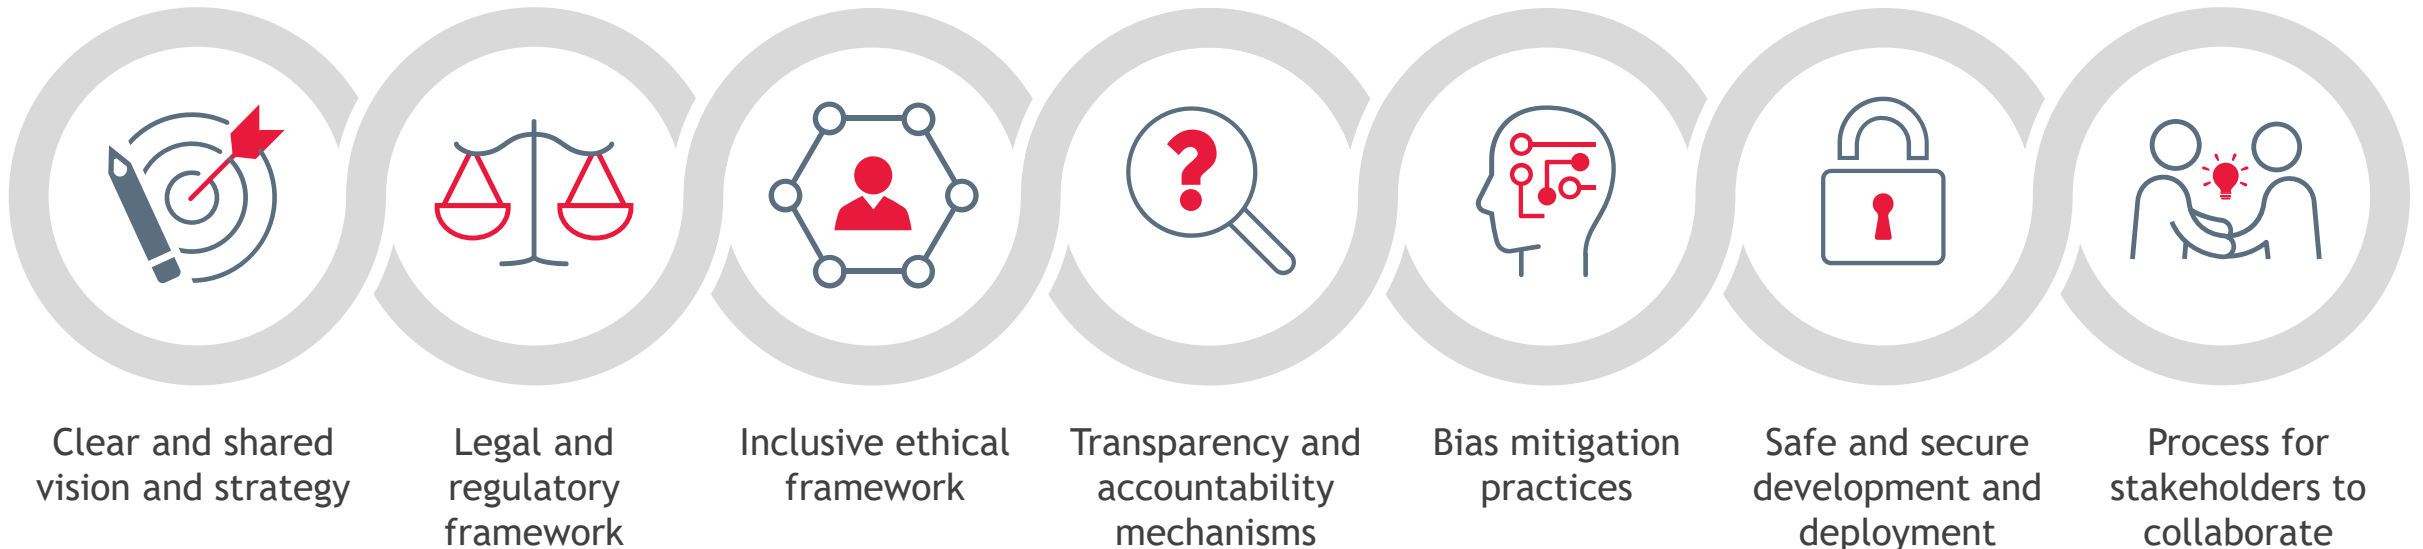 Clear and shared
vision and strategy
Legal and
regulatory
framework
Inclusive ethical
framework
Transparency and
accountability
mechanisms
Bias mitigation
practices
Safe and secure
development and
deployment
Process for
stakeholders to
collaborate
?